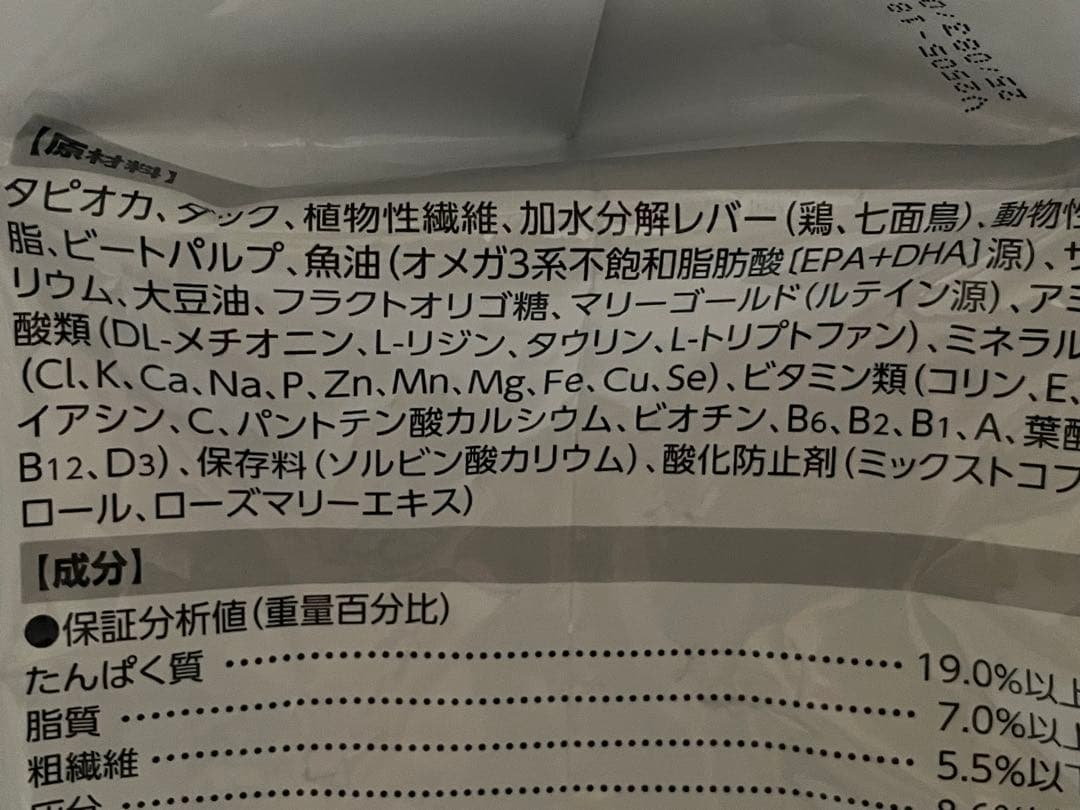 【原材料】
タピオカ、ダック、植物性繊維、加水分解レバー(鶏、七面鳥)、動物性
脂、ビートパルプ、魚油(オメガ3系不飽和脂肪酸〔EPA+DHA〕源)、サ
リウム、大豆油、フラクトオリゴ糖、マリーゴールド(ルテイン源)、アミ
酸類(DL-メチオニン、L-リジン、タウリン、L-トリプトファン)、ミネラル
(Cl、K、Ca、Na、P、Zn、Mn、Mg、Fe、Cu、Se)、ビタミン類(コリン、E、
イアシン、C、パントテン酸カルシウム、ビオチン、B6、B2、B1、A、葉酸
B12、D3)、保存料(ソルビン酸カリウム)、酸化防止剤(ミックストコフ
ロール、ローズマリーエキス)
【成分】
●保証分析値(重量百分比)
たんぱく質 19.0%以上
脂質 7.0%以上
粗繊維 5.5%以下